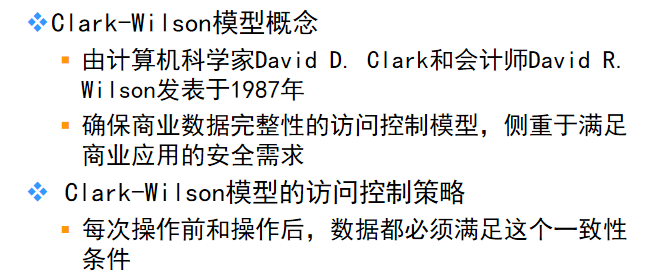 ❖Clark-Wilson模型概念
▪ 由计算机科学家David D. Clark和会计师David R.
Wilson发表于1987年
▪ 确保商业数据完整性的访问控制模型，侧重于满足
商业应用的安全需求
❖ Clark-Wilson模型的访问控制策略
▪ 每次操作前和操作后，数据都必须满足这个一致性
条件